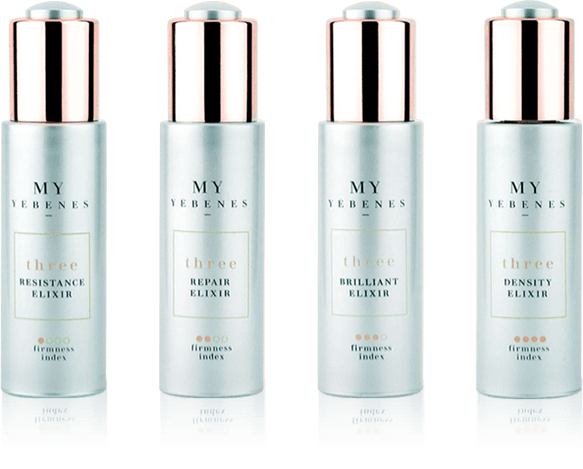 MY
YEBENES
three
RESISTANCE
ELIXIR
firmness
index
MY
YEBENES
three
REPAIR
ELIXIR
firmness
index
MY
YEBENES
three
BRILLIANT
ELIXIR
firmness
index
MY
YEBENES
three
DENSITY
ELIXIR
firmness
index